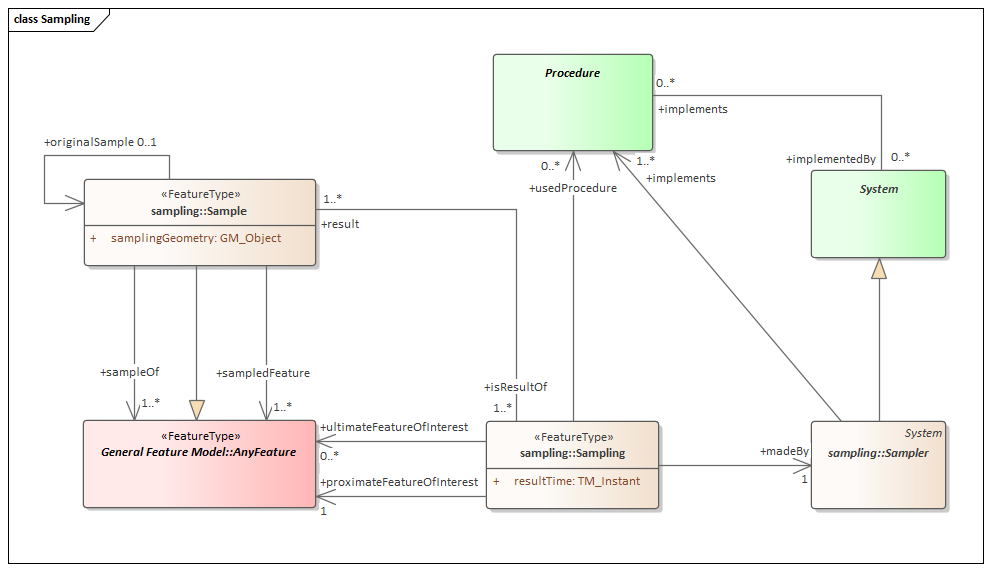 class Sampling
Procedure
0..*
+implements
+originalSample 0..1
+implementedBy
0..*
0..*
1..*
+implements
+usedProcedure
«FeatureType»
sampling::Sample
+ samplingGeometry: GM_Object
1..*
+result
System
+sampleOf
+sampledFeature
1..*
1..*
+isResultOf
1..*
«FeatureType»
General Feature Model::AnyFeature
+ultimateFeatureOfInterest
0..*
+proximateFeatureOfInterest
1
«FeatureType»
sampling::Sampling
+ resultTime: TM_Instant
+madeBy
1
System
sampling::Sampler